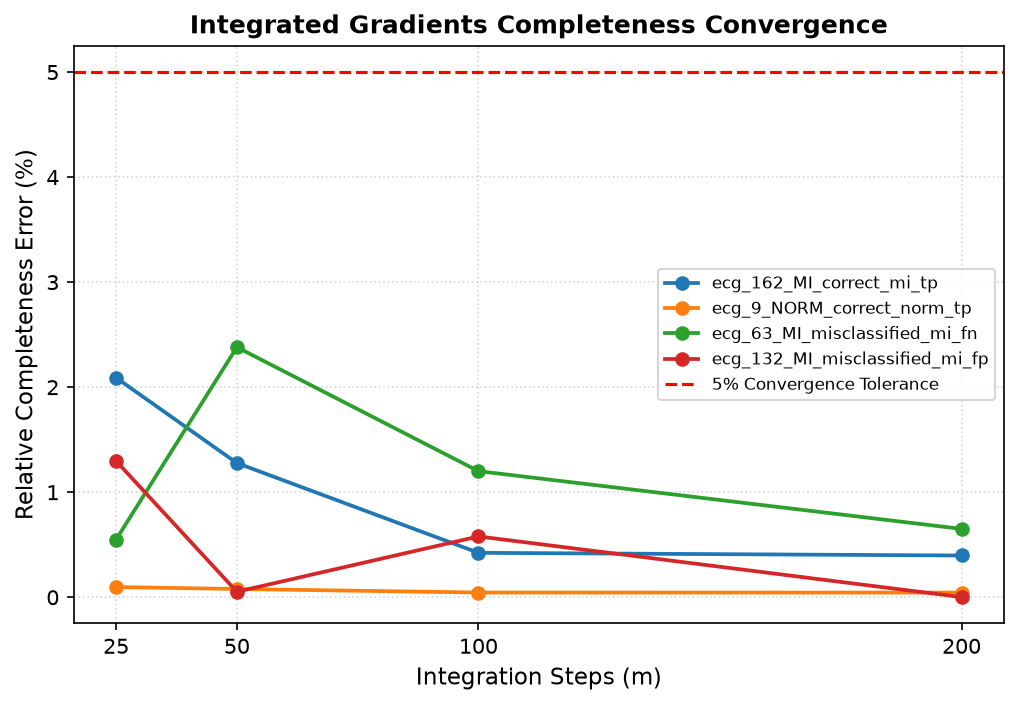 Integrated Gradients Completeness Convergence
Relative Completeness Error (%)
5
4
3
2
1
0
ecg_162_MI_correct_mi_tp
ecg_9_NORM_correct_norm_tp
ecg_63_MI_misclassified_mi_fn
ecg_132_MI_misclassified_mi_fp
5% Convergence Tolerance
25 50 100 200
Integration Steps (m)